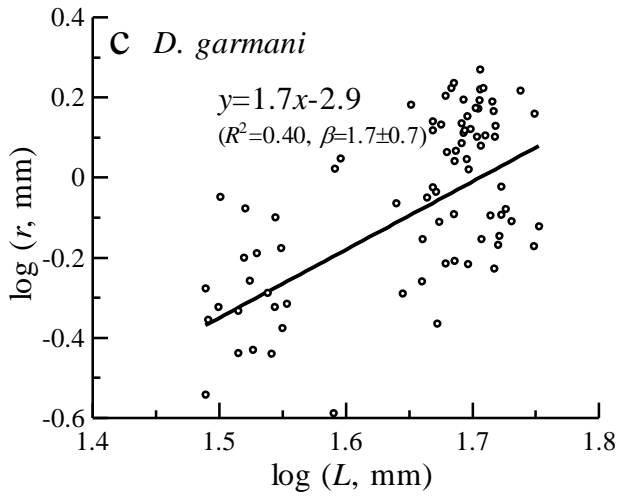 c D. garmani
y=1.7x-2.9
(R²=0.40, β=1.7±0.7)
log (r, mm)
0.4
0.2
0
-0.2
-0.4
-0.6
1.4 1.5 1.6 1.7 1.8
log (L, mm)